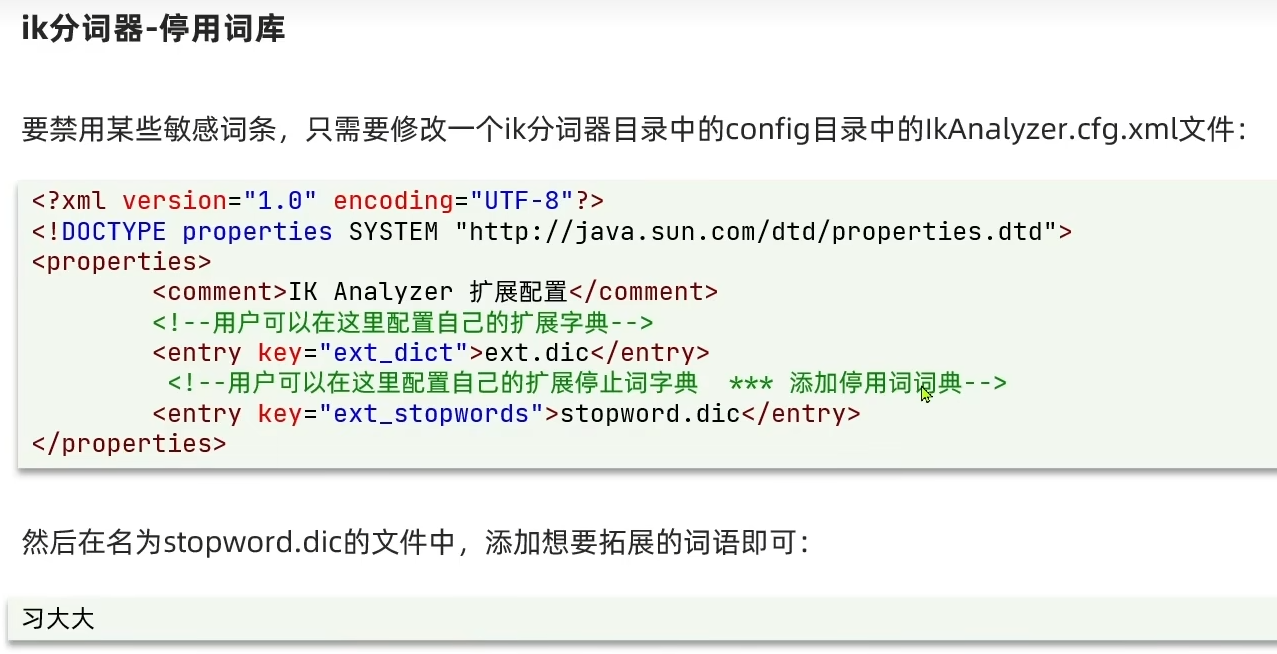 ik分词器-停用词库
要禁用某些敏感词条，只需要修改一个ik分词器目录中的config目录中的IkAnalyzer.cfg.xml文件：
<?xml version="1.0" encoding="UTF-8"?>
<!DOCTYPE properties SYSTEM "http://java.sun.com/dtd/properties.dtd">
<properties>
        <comment>IK Analyzer 扩展配置</comment>
        <!--用户可以在这里配置自己的扩展字典-->
        <entry key="ext_dict">ext.dic</entry>
         <!--用户可以在这里配置自己的扩展停止词字典  *** 添加停用词词典-->
        <entry key="ext_stopwords">stopword.dic</entry>
</properties>
然后在名为stopword.dic的文件中，添加想要拓展的词语即可：
习大大